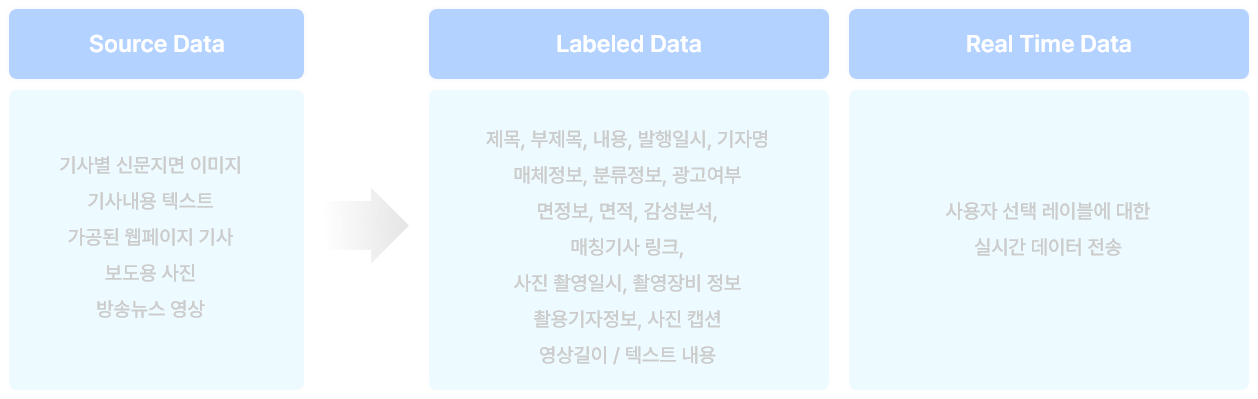 Source Data
기사별 신문지면 이미지
기사내용 텍스트
가공된 웹페이지 기사
보도용 사진
방송뉴스 영상
Labeled Data
제목, 부제목, 내용, 발행일시, 기자명
매체정보, 분류정보, 광고여부
면정보, 면적, 감성분석,
매칭기사 링크,
사진 촬영일시, 촬영장비 정보
촬용기자정보, 사진 캡션
영상길이 / 텍스트 내용
Real Time Data
사용자 선택 레이블에 대한
실시간 데이터 전송